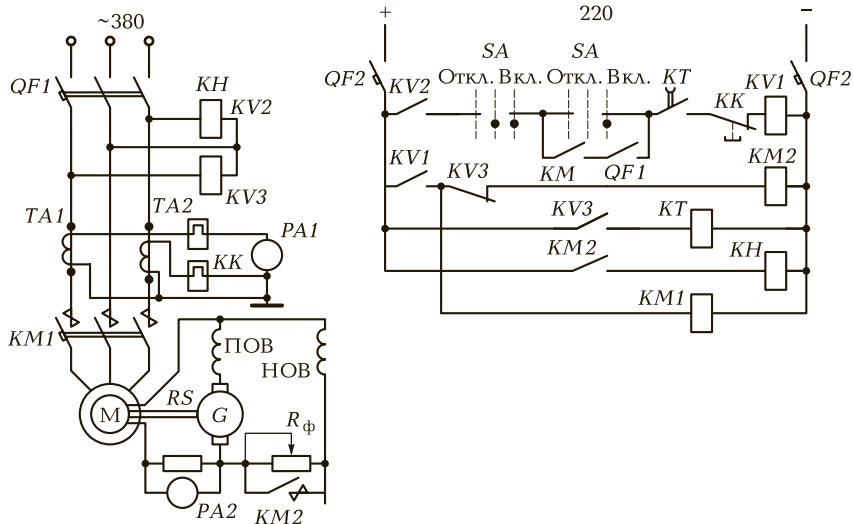 ~380
+ 220 −
SA SA
QF1 KH KV2 QF2 KV2 Откл. Вкл. Откл. Вкл. KT KK KV1 QF2
KM QF1
KV1 KV3 KM2
KV3
TA1 TA2 PA1
KV3 KT
KK KM2 KH
KM1
KM1 ПОВ НОВ
M RS G Rф
PA2 KM2